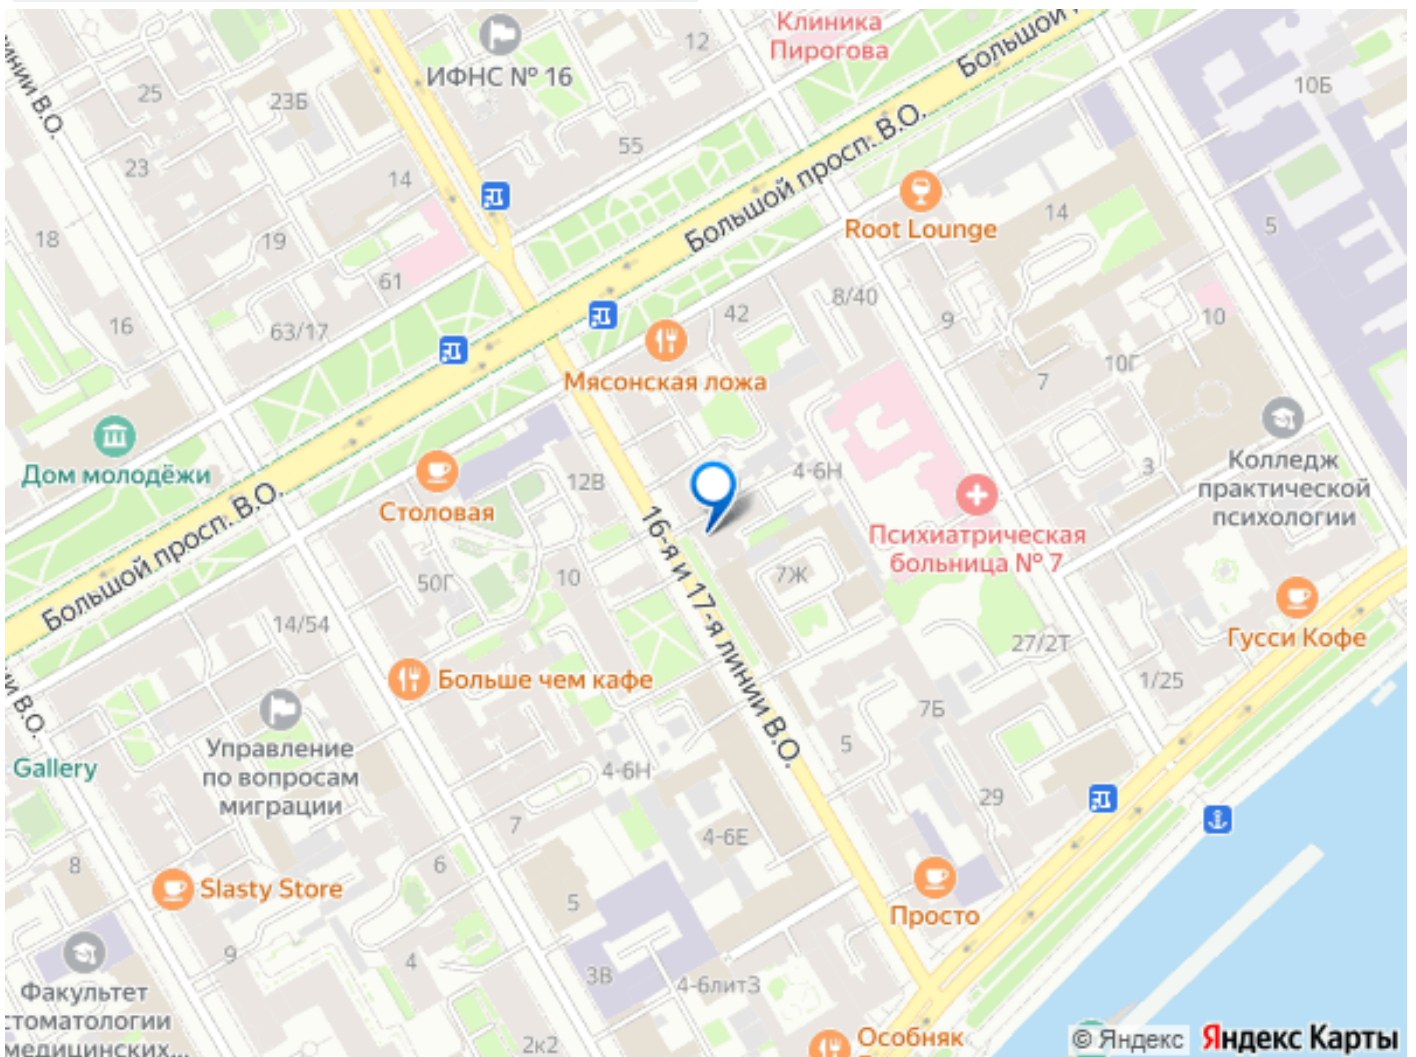 Клиника
Пирогова
Большой
12
ИФНС № 16
10Б
25
23Б
линии В.О.
55
Большой просп. В.О.
23
14
Root Lounge
14
5
18
19
61
8/40
16
63/17
42
9
10
Мясонская ложа
10Г
7
Дом молодёжи
Столовая
12В
4-6Н
3
Колледж
практической
психологии
Большой просп. В.О.
16-я и 17-я линии В.О.
Психиатрическая
больница № 7
50Г
10
7Ж
14/54
Гусси Кофе
27/2Т
Больше чем кафе
1/25
В.О.
7Б
Управление
по вопросам
миграции
Gallery
5
4-6Н
29
7
4-6Е
8
6
Slasty Store
5
Просто
9
4
3В
4-6лит3
Факультет
стоматологии
медицинских...
2к2
Особняк
© Яндекс
Яндекс Карты